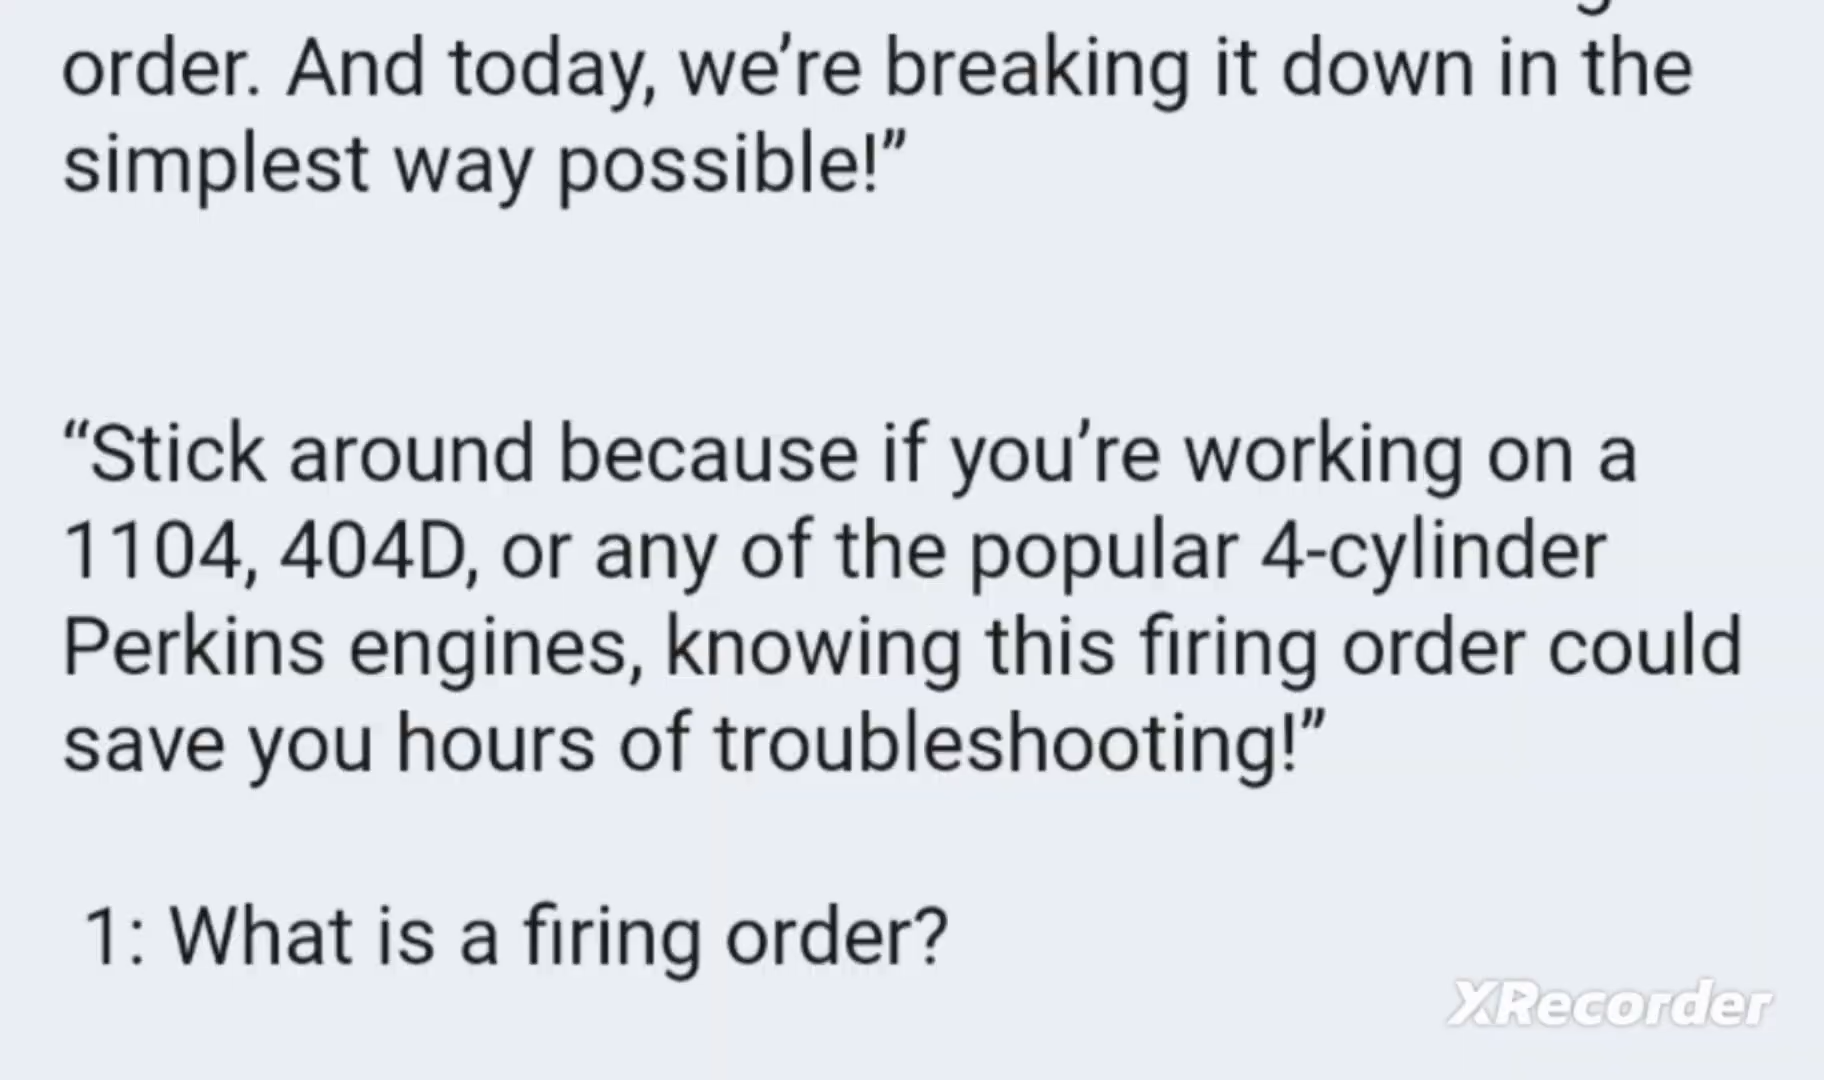 order. And today, we’re breaking it down in the
simplest way possible!”
“Stick around because if you’re working on a
1104, 404D, or any of the popular 4-cylinder
Perkins engines, knowing this firing order could
save you hours of troubleshooting!”
1: What is a firing order?
XRecorder